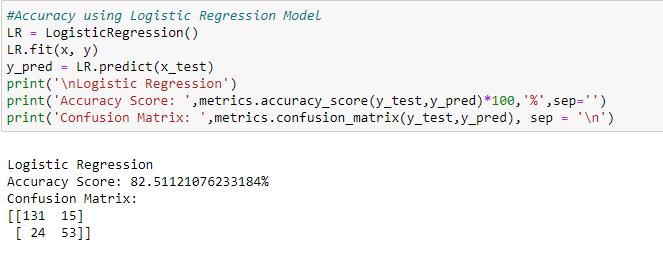 #Accuracy using Logistic Regression Model
LR = LogisticRegression()
LR.fit(x, y)
y_pred = LR.predict(x_test)
print('\nLogistic Regression')
print('Accuracy Score: ',metrics.accuracy_score(y_test,y_pred)*100,'%',sep='')
print('Confusion Matrix: ',metrics.confusion_matrix(y_test,y_pred), sep = '\n')
Logistic Regression
Accuracy Score: 82.51121076233184%
Confusion Matrix:
[[131  15]
 [ 24  53]]